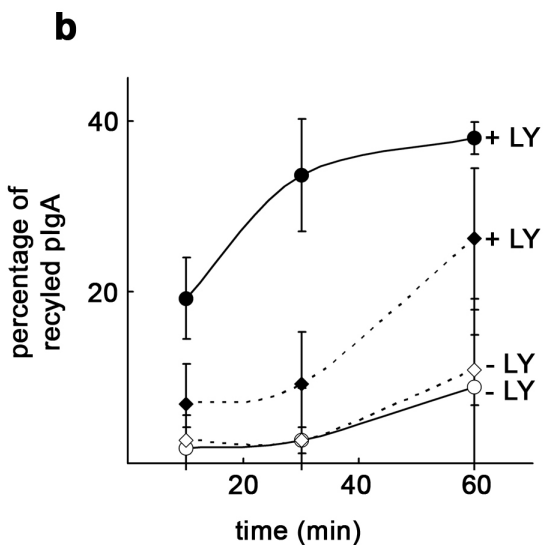 b
percentage of
recyled pIgA
40
20
+ LY
+ LY
- LY
- LY
20
40
60
time (min)